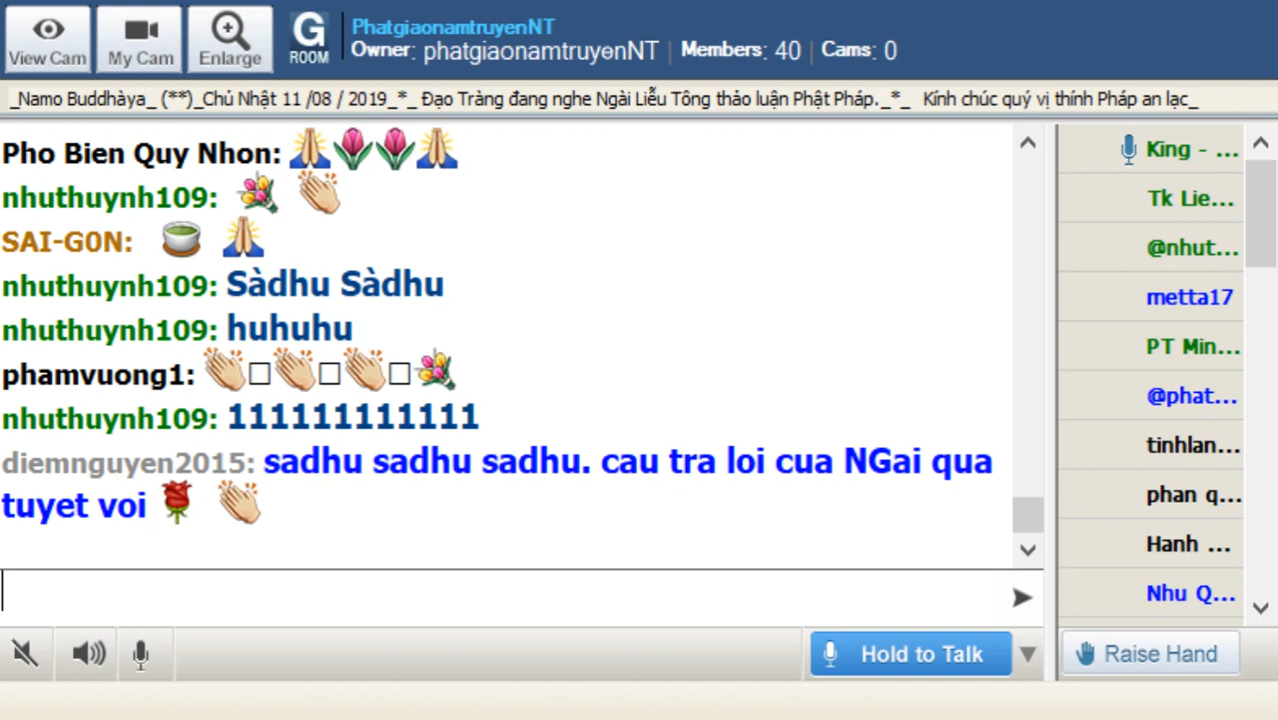 View Cam
My Cam
Enlarge
G
ROOM
PhatgiaonamtruyenNT
Owner: phatgiaonamtruyenNT | Members: 40 | Cams: 0
_Namo Buddhàya_ (**)_Chủ Nhật 11 /08 / 2019_*_ Đạo Tràng đang nghe Ngài Liễu Tông thảo luận Phật Pháp._*_ Kính chúc quý vị thính Pháp an lạc_
Pho Bien Quy Nhon: 🙏🌷🌷🙏
nhuthuynh109: 💐 👏
SAI-G0N: 🍵 🙏
nhuthuynh109: Sàdhu Sàdhu
nhuthuynh109: huhuhu
phamvuong1: 👏□👏□👏□💐
nhuthuynh109: 111111111111
diemnguyen2015: sadhu sadhu sadhu. cau tra loi cua NGai qua
tuyet voi 🌹 👏
King - ...
Tk Lie...
@nhut...
metta17
PT Min...
@phat...
tinhlan...
phan q...
Hanh ...
Nhu Q...
Hold to Talk
Raise Hand